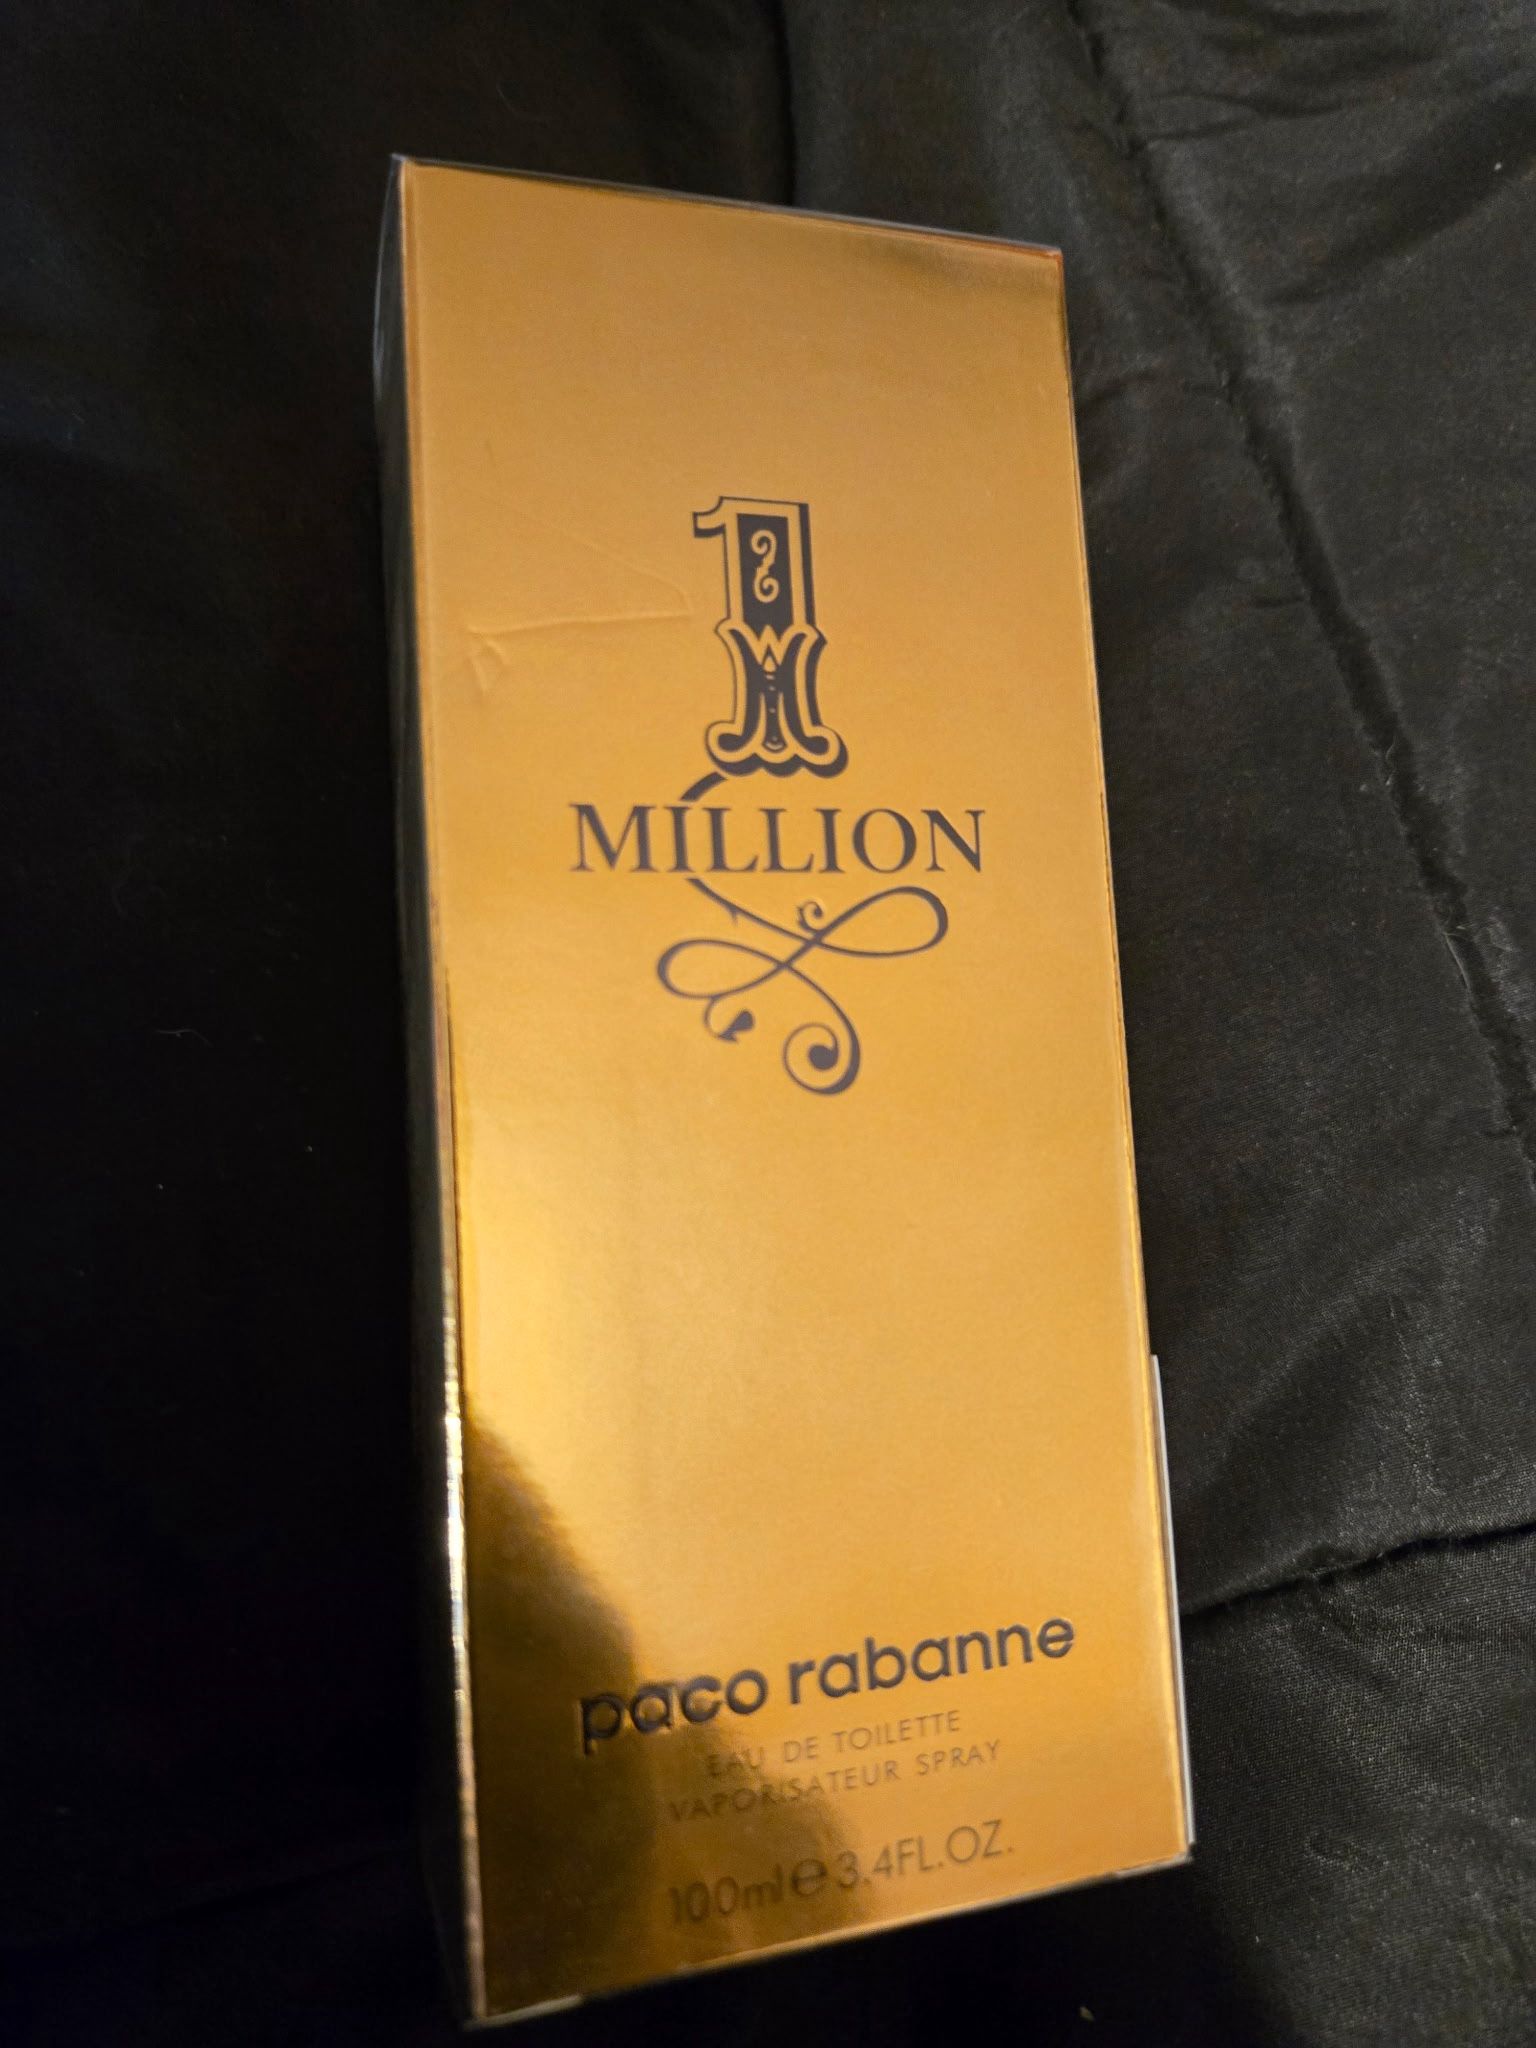 1
MILLION
paco rabanne
EAU DE TOILETTE
VAPORISATEUR SPRAY
100ml e 3.4FL.OZ.